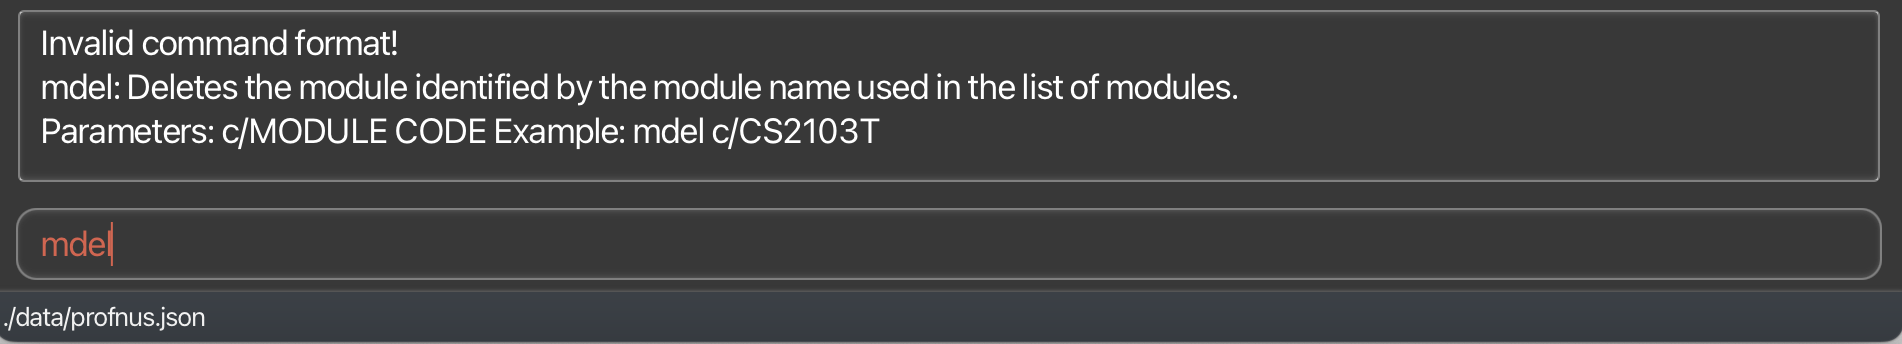 Invalid command format!
mdel: Deletes the module identified by the module name used in the list of modules.
Parameters: c/MODULE CODE Example: mdel c/CS2103T
mdel
./data/profnus.json